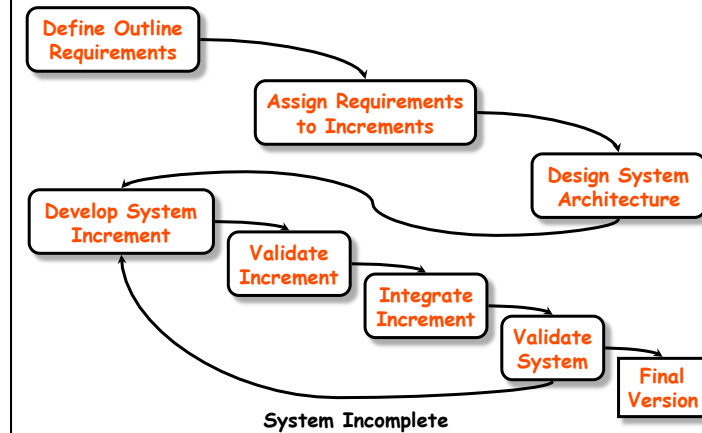 Define Outline
Requirements
Assign Requirements
to Increments
Design System
Architecture
Develop System
Increment
Validate
Increment
Integrate
Increment
Validate
System
Final
Version
System Incomplete